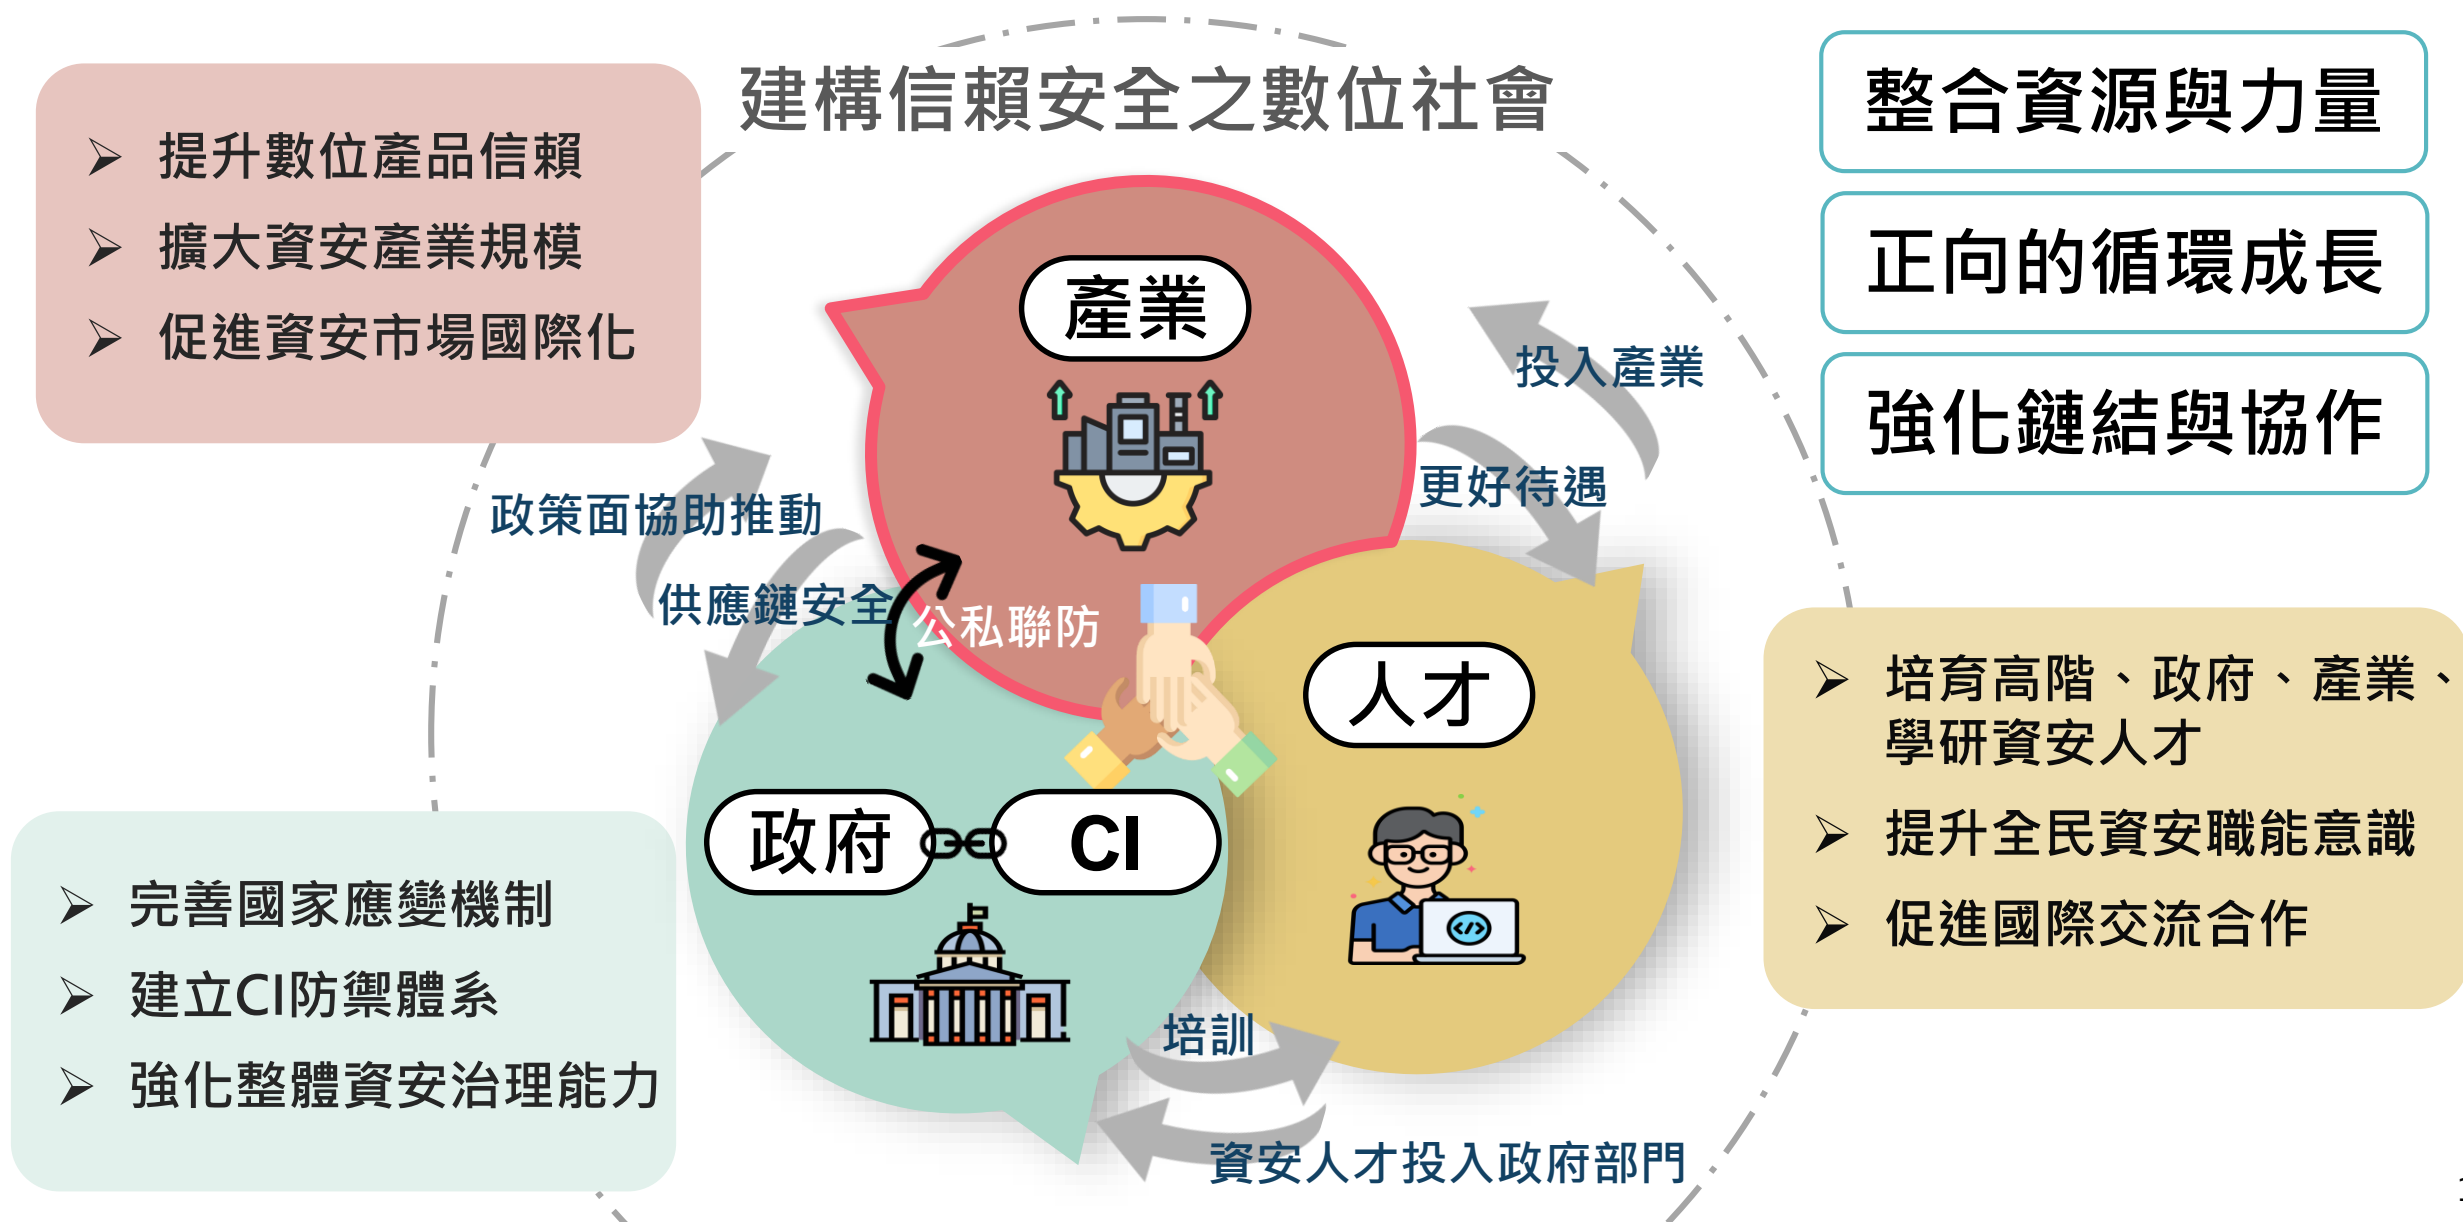 建構信賴安全之數位社會
提升數位產品信賴
擴大資安產業規模
促進資安市場國際化
整合資源與力量
正向的循環成長
強化鏈結與協作
產業
投入產業
更好待遇
政策面協助推動
供應鏈安全
公私聯防
人才
政府
CI
培育高階、政府、產業、
學研資安人才
提升全民資安職能意識
促進國際交流合作
完善國家應變機制
建立CI防禦體系
強化整體資安治理能力
培訓
資安人才投入政府部門